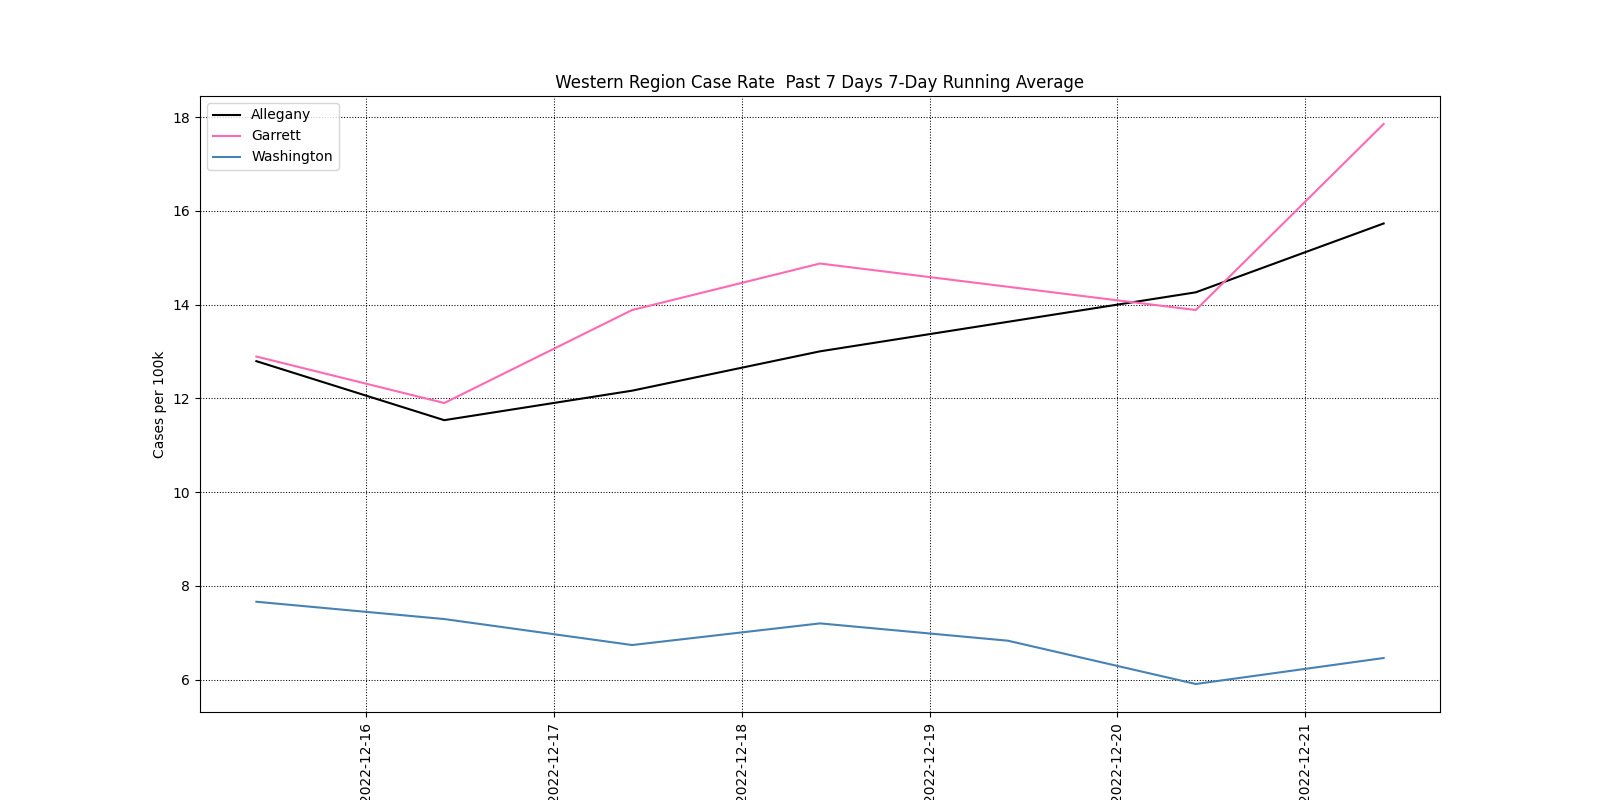 Western Region Case Rate  Past 7 Days 7-Day Running Average
Allegany
Garrett
Washington
Cases per 100k
18
16
14
12
10
8
6
2022-12-16
2022-12-17
2022-12-18
2022-12-19
2022-12-20
2022-12-21